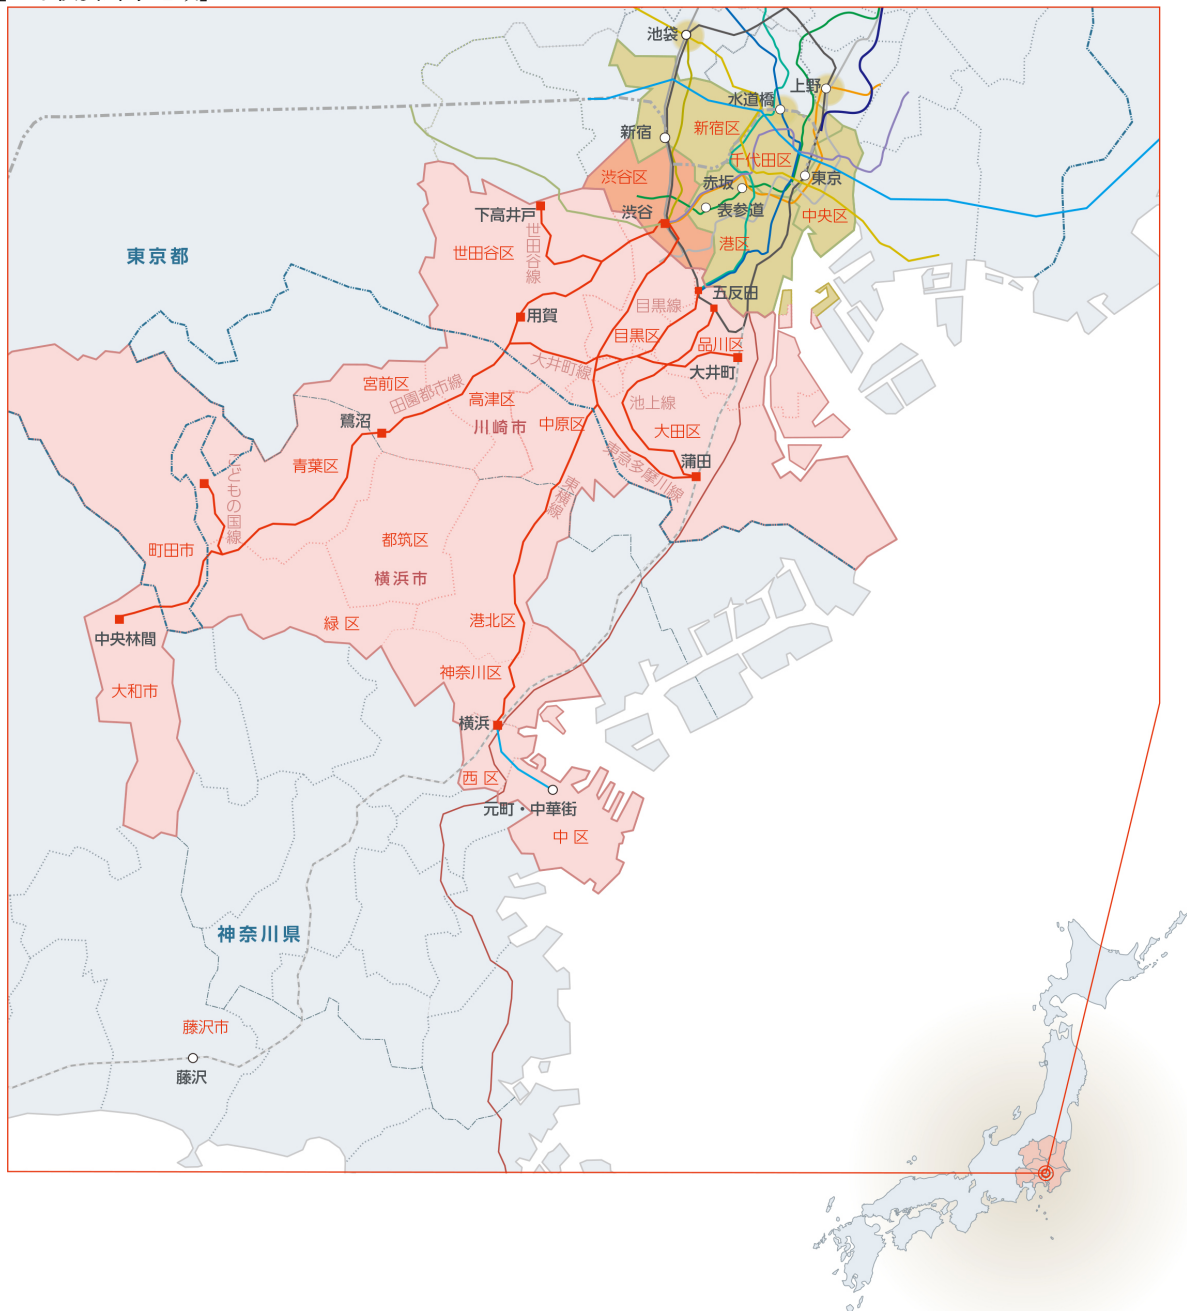 池袋
上野
水道橋
新宿
新宿区
千代田区
渋谷区
赤坂
東京
渋谷
表参道
中央区
下高井戸
世田谷線
港区
世田谷区
東京都
五反田
目黒線
用賀
目黒区
品川区
大井町線
大井町
宮前区
田園都市線
高津区
池上線
鷺沼
川崎市
中原区
大田区
青葉区
東急多摩川線
蒲田
こどもの国線
東横線
都筑区
町田市
横浜市
緑区
港北区
中央林間
神奈川区
大和市
横浜
西区
元町・中華街
中区
神奈川県
藤沢市
藤沢